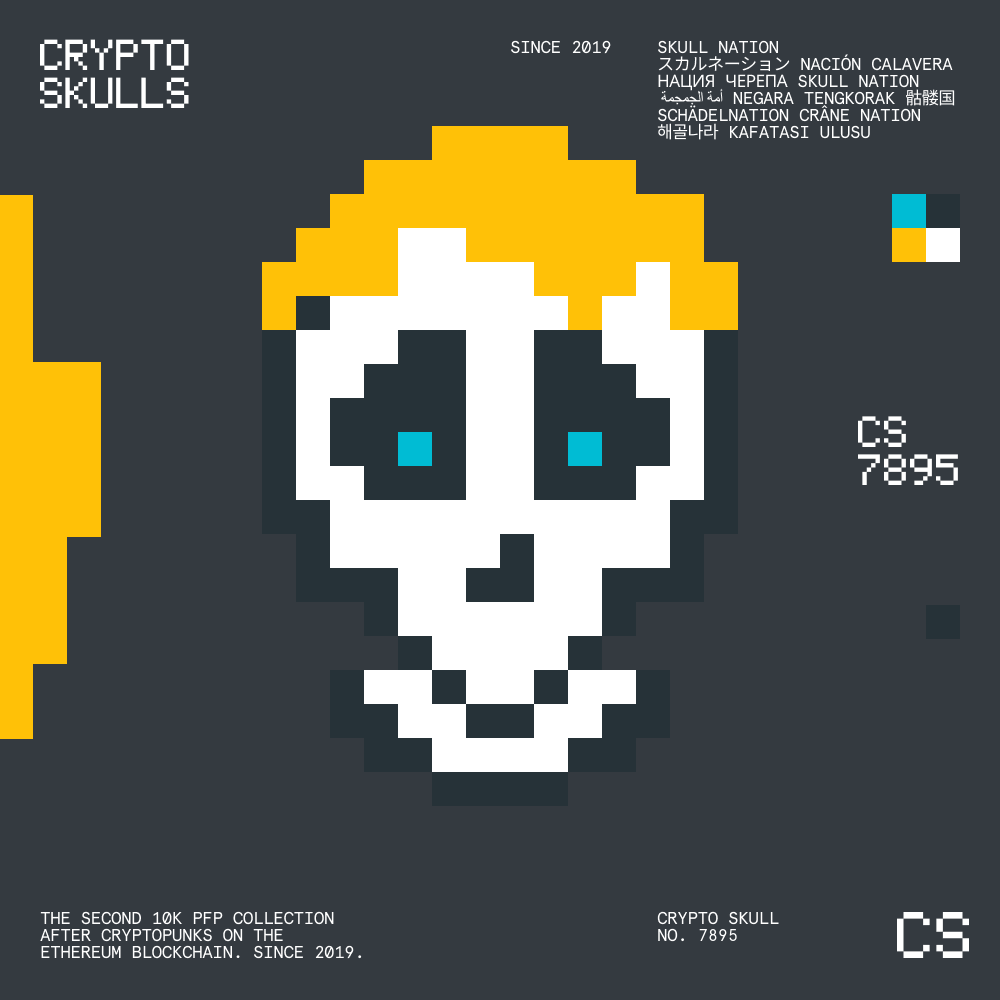 CRYPTO
SKULLS
SINCE 2019
SKULL NATION
スカルネーション NACIÓN CALAVERA
НАЦИЯ ЧЕРЕПА SKULL NATION
أمة الجمجمة NEGARA TENGKORAK 骷髅国
SCHÄDELNATION CRÂNE NATION
해골나라 KAFATASI ULUSU
CS
7895
THE SECOND 10K PFP COLLECTION
AFTER CRYPTOPUNKS ON THE
ETHEREUM BLOCKCHAIN. SINCE 2019.
CRYPTO SKULL
NO. 7895
CS